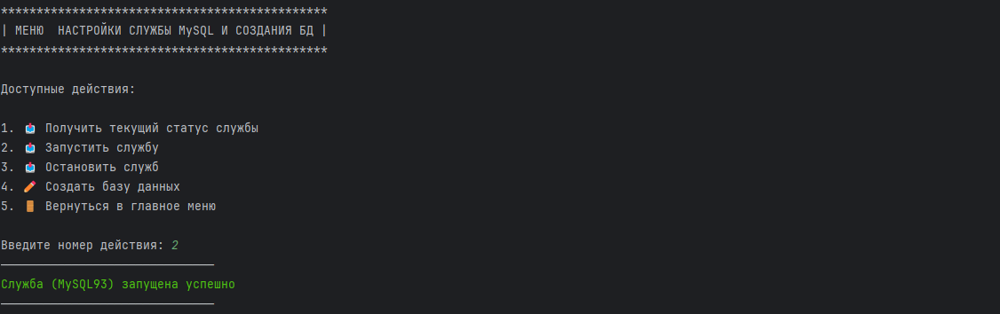 **********************************************
| МЕНЮ  НАСТРОЙКИ СЛУЖБЫ MySQL И СОЗДАНИЯ БД |
**********************************************
Доступные действия:
1. 📩 Получить текущий статус службы
2. 📩 Запустить службу
3. 📩 Остановить служб
4. ✏️ Создать базу данных
5. 🚪 Вернуться в главное меню
Введите номер действия: 2
______________________________
Служба (MySQL93) запущена успешно
______________________________